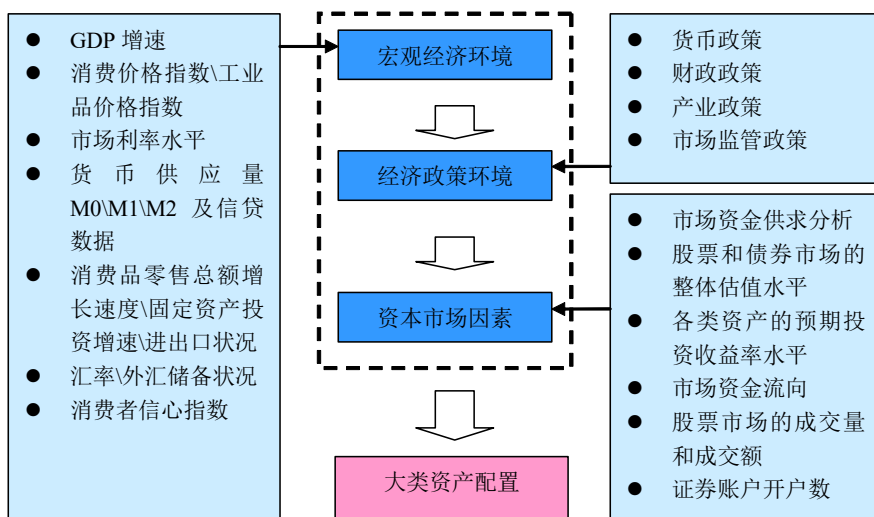 ● GDP 增速
● 消费价格指数\工业
品价格指数
● 市场利率水平
● 货币供应量
M0\M1\M2 及信贷
数据
● 消费品零售总额增
长速度\固定资产投
资增速\进出口状况
● 汇率\外汇储备状况
● 消费者信心指数
宏观经济环境
经济政策环境
资本市场因素
大类资产配置
● 货币政策
● 财政政策
● 产业政策
● 市场监管政策
● 市场资金供求分析
● 股票和债券市场的
整体估值水平
● 各类资产的预期投
资收益率水平
● 市场资金流向
● 股票市场的成交量
和成交额
● 证券账户开户数